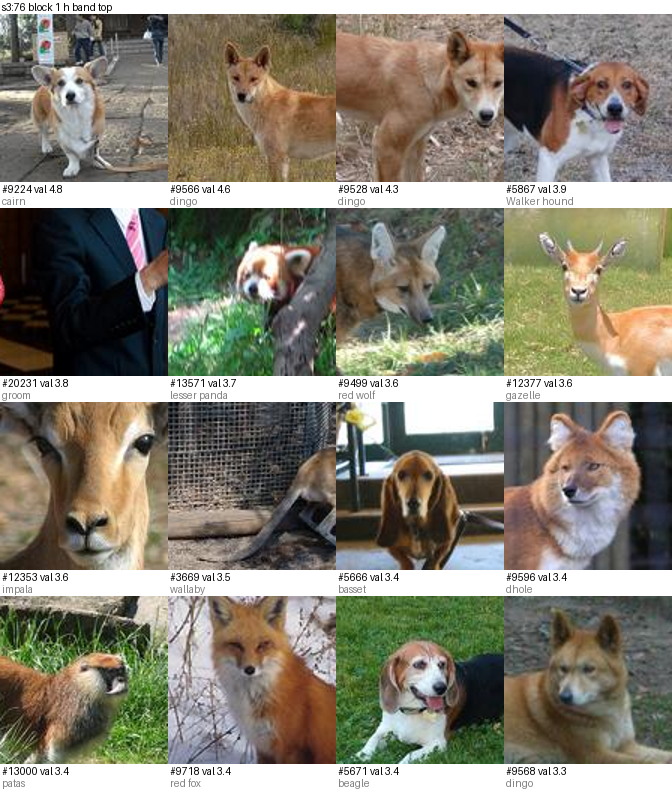 s3:76 block 1 h band top
#9224 val 4.8
cairn
#9566 val 4.6
dingo
#9528 val 4.3
dingo
#5867 val 3.9
Walker hound
#20231 val 3.8
groom
#13571 val 3.7
lesser panda
#9499 val 3.6
red wolf
#12377 val 3.6
gazelle
#12353 val 3.6
impala
#3669 val 3.5
wallaby
#5666 val 3.4
basset
#9596 val 3.4
dhole
#13000 val 3.4
patas
#9718 val 3.4
red fox
#5671 val 3.4
beagle
#9568 val 3.3
dingo